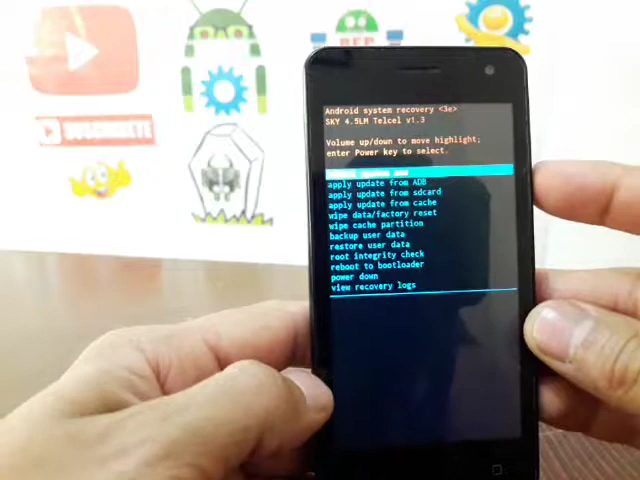 SUSCRIBETE
Android system recovery <3e>
SKY 4.5LM Telcel v1.3
Volume up/down to move highlight;
enter Power key to select.
apply update from ADB
apply update from sdcard
apply update from cache
wipe data/factory reset
wipe cache partition
backup user data
restore user data
root integrity check
reboot to bootloader
power down
view recovery logs